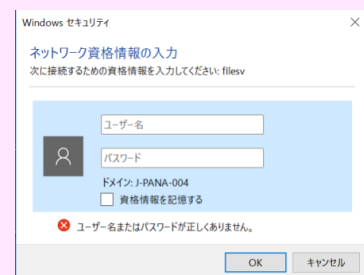 Windows セキュリティ
ネットワーク資格情報の入力
次に接続するための資格情報を入力してください: filesv
ユーザー名
パスワード
ドメイン: J-PANA-004
資格情報を記憶する
ユーザー名またはパスワードが正しくありません。
OK キャンセル